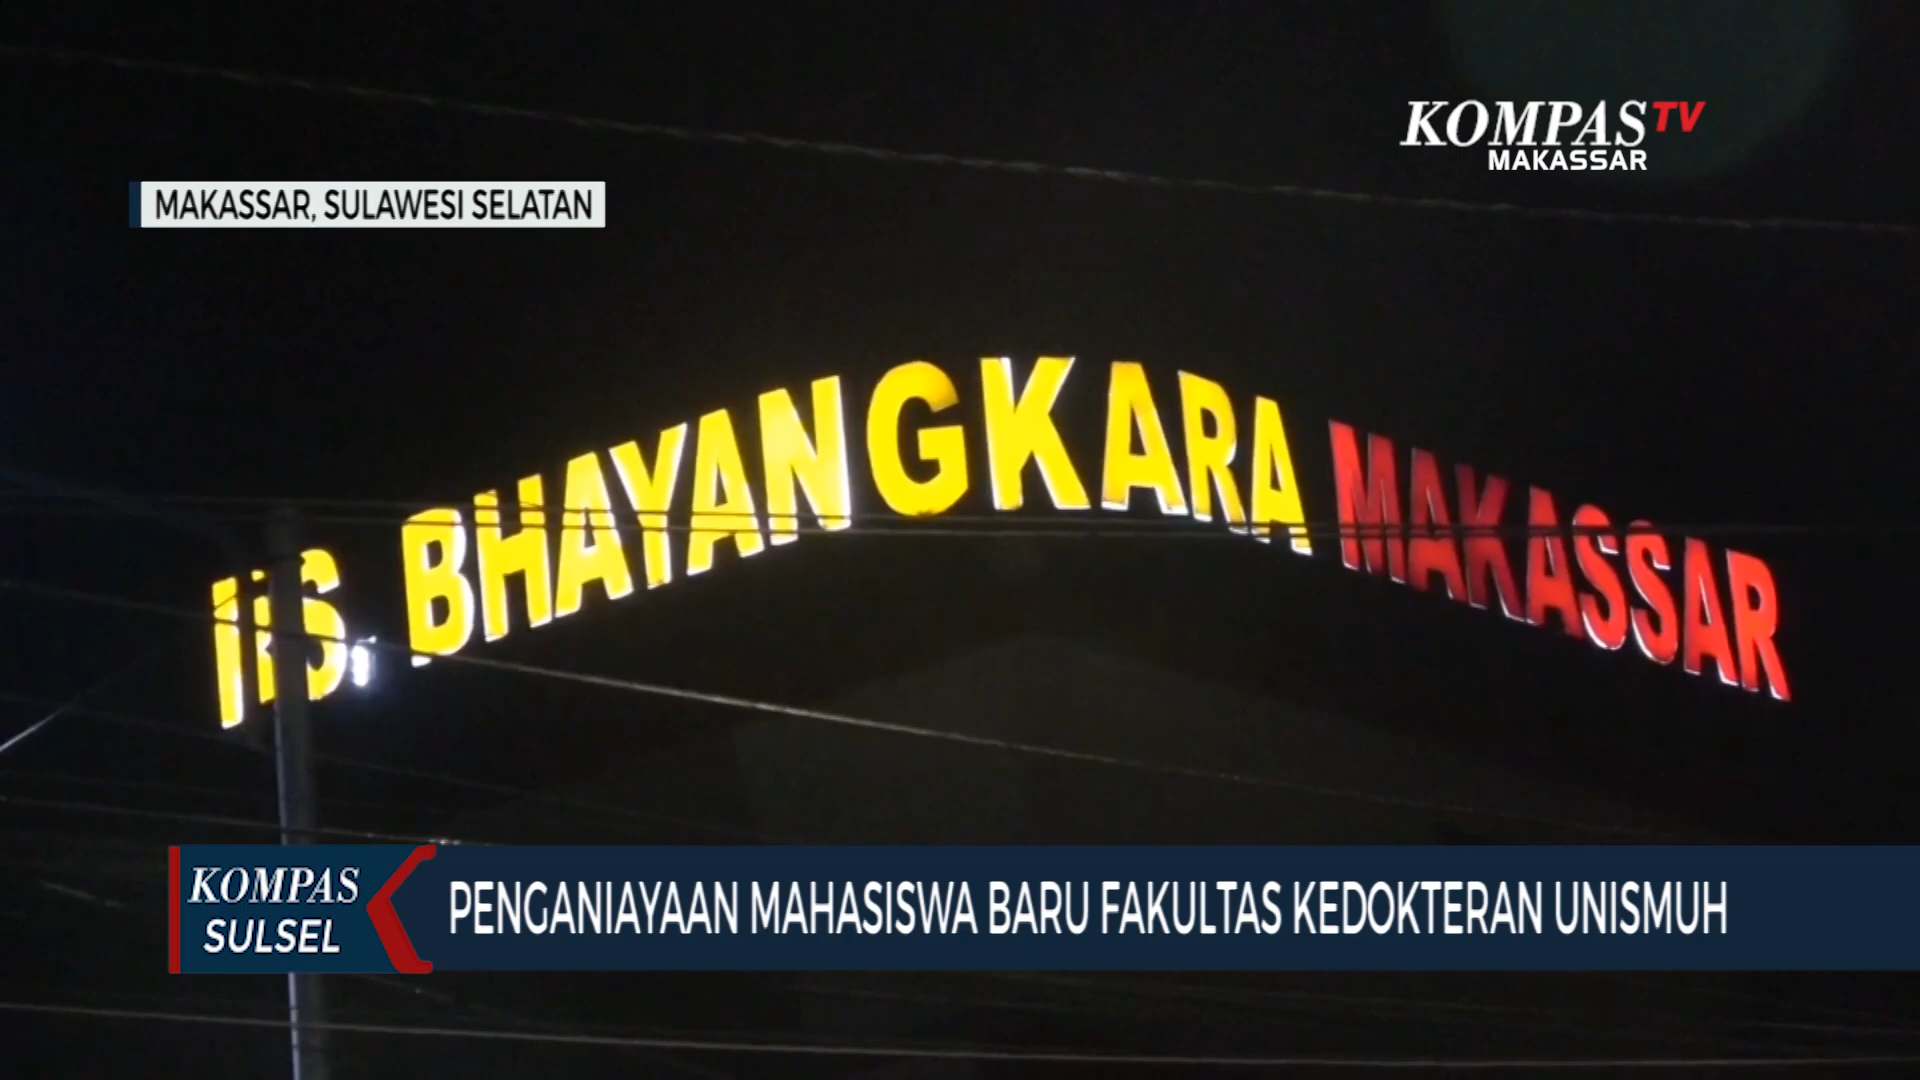 KOMPAS TV
MAKASSAR
MAKASSAR, SULAWESI SELATAN
BHAYANGKARA MAKASSAR
KOMPAS
SULSEL
PENGANIAYAAN MAHASISWA BARU FAKULTAS KEDOKTERAN UNISMUH